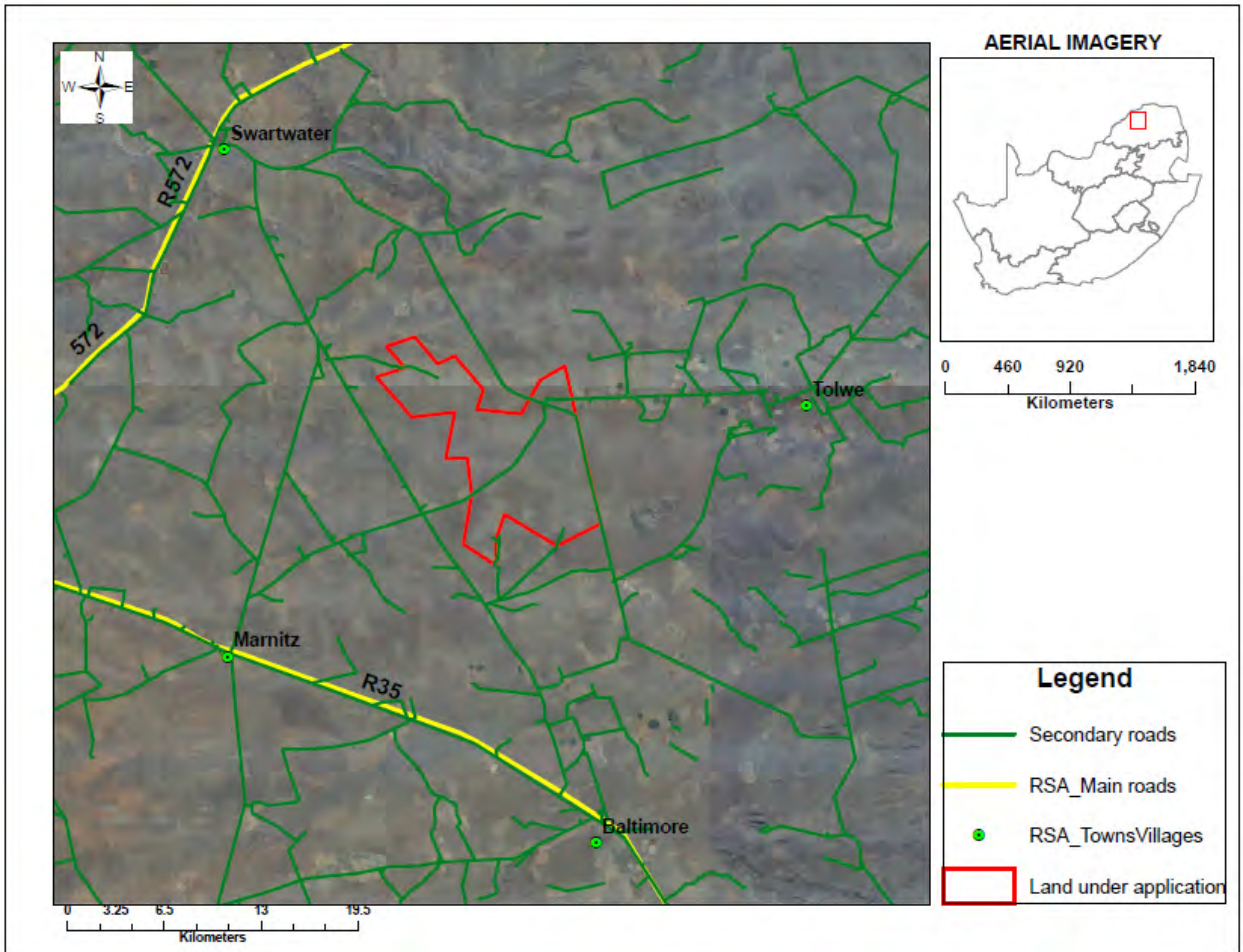 AERIAL IMAGERY
N
W E
S
Swartwater
R572
572
Tolwe
Marnitz
R35
Baltimore
0 460 920 1,840
Kilometers
Legend
Secondary roads
RSA_Main roads
RSA_TownsVillages
Land under application
0 3.25 6.5 13 19.5
Kilometers